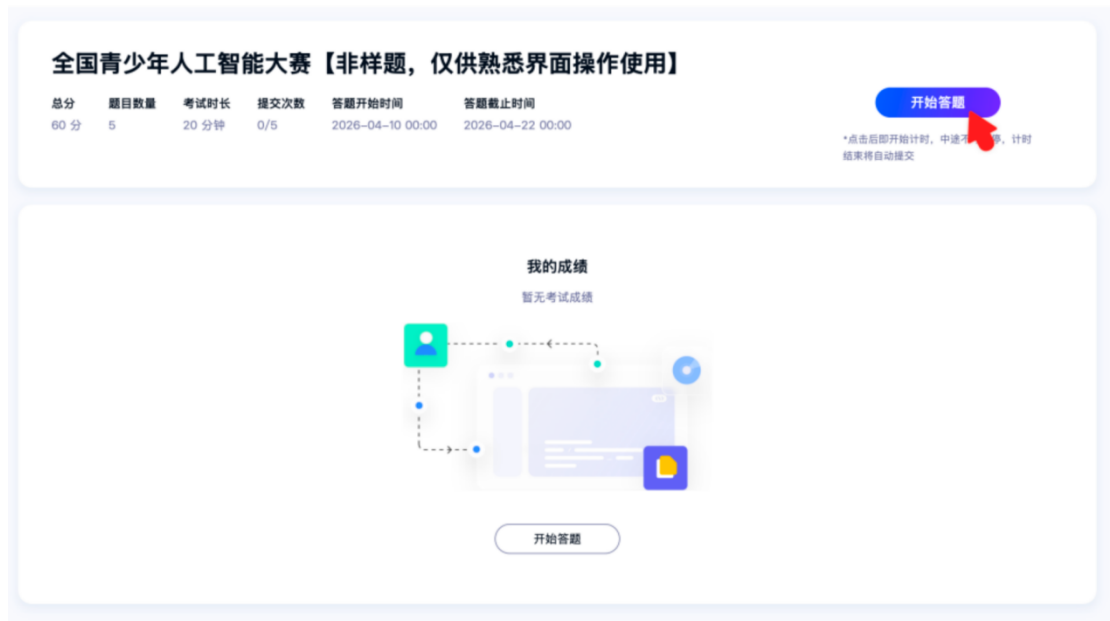 全国青少年人工智能大赛【非样题，仅供熟悉界面操作使用】
总分 题目数量 考试时长 提交次数 答题开始时间 答题截止时间
60 分 5 20 分钟 0/5 2026-04-10 00:00 2026-04-22 00:00
开始答题
*点击后即开始计时，中途不 停，计时
结束将自动提交
我的成绩
暂无考试成绩
开始答题